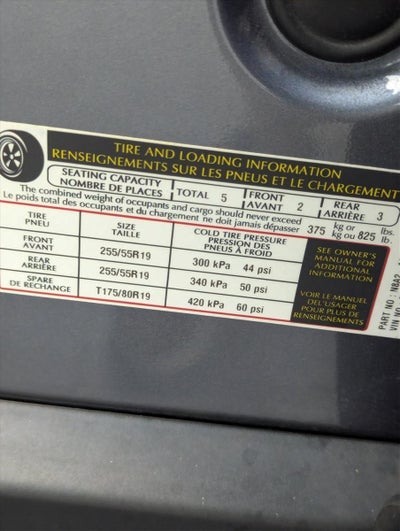 TIRE AND LOADING INFORMATION
RENSEIGNEMENTS SUR LES PNEUS ET LE CHARGEMENT
SEATING CAPACITY
NOMBRE DE PLACES
TOTAL 5
FRONT
AVANT 2
REAR
ARRIÈRE 3
The combined weight of occupants and cargo should never exceed
Le poids total des occupants et du chargement ne doit jamais dépasser
375 kg or
kg ou 825 lbs.
lb.
TIRE
PNEU
SIZE
TAILLE
COLD TIRE PRESSURE
PRESSION DES
PNEUS À FROID
FRONT
AVANT
255/55R19
300 kPa 44 psi
REAR
ARRIÈRE
255/55R19
340 kPa 50 psi
SPARE
DE RECHANGE
T175/80R19
420 kPa 60 psi
SEE OWNER'S
MANUAL FOR
ADDITIONAL
INFORMATION
VOIR LE MANUEL
DE L'USAGER
POUR PLUS DE
RENSEIGNEMENTS
PART NO
VIN NO